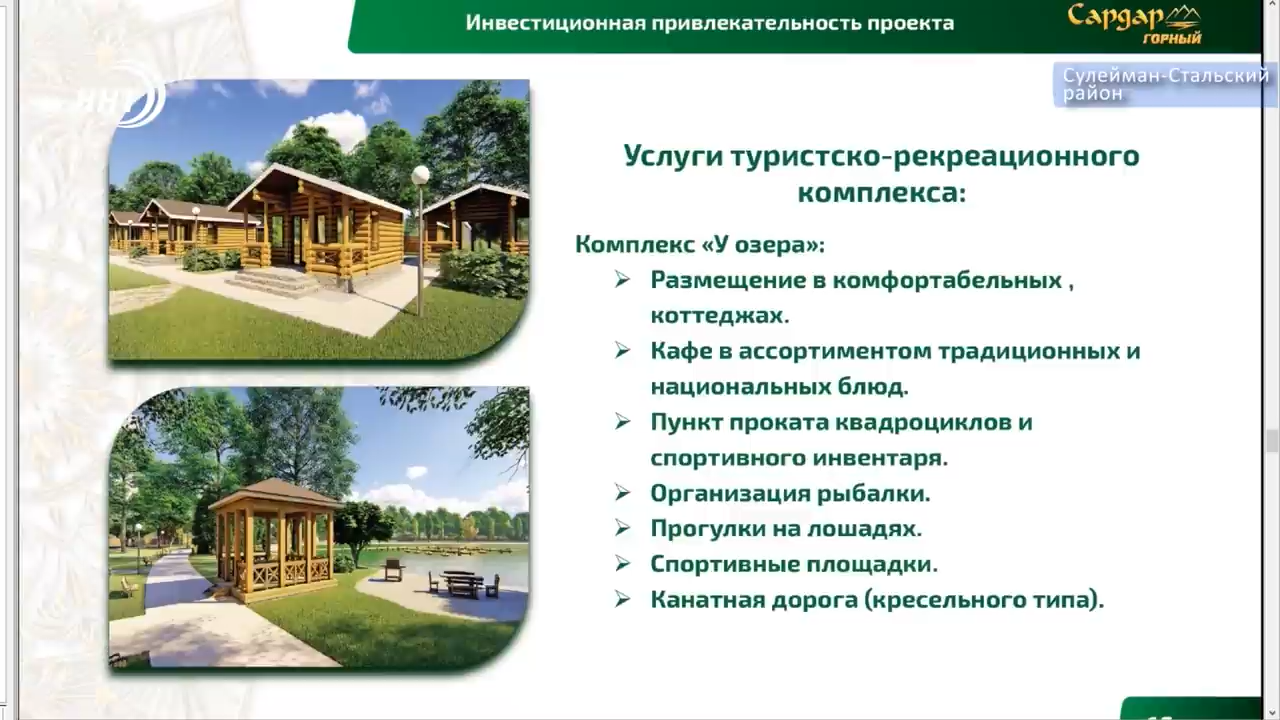 Инвестиционная привлекательность проекта
Сардар
ГОРНЫЙ
Сулейман-Стальский
район
ННТ
Услуги туристско-рекреационного
комплекса:
Комплекс «У озера»:
Размещение в комфортабельных ,
коттеджах.
Кафе в ассортиментом традиционных и
национальных блюд.
Пункт проката квадроциклов и
спортивного инвентаря.
Организация рыбалки.
Прогулки на лошадях.
Спортивные площадки.
Канатная дорога (кресельного типа).